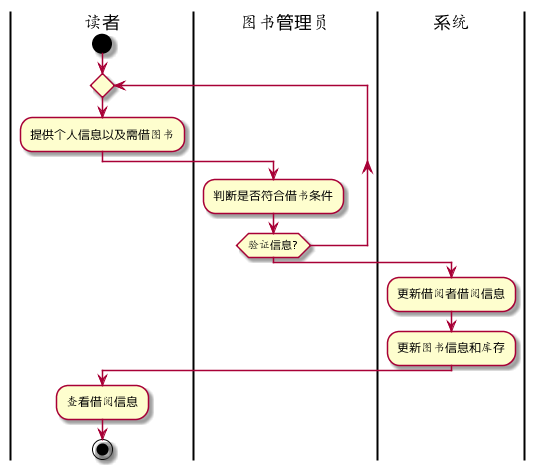 读者
图书管理员
系统
提供个人信息以及需借图书
判断是否符合借书条件
验证信息?
更新借阅者借阅信息
更新图书信息和库存
查看借阅信息